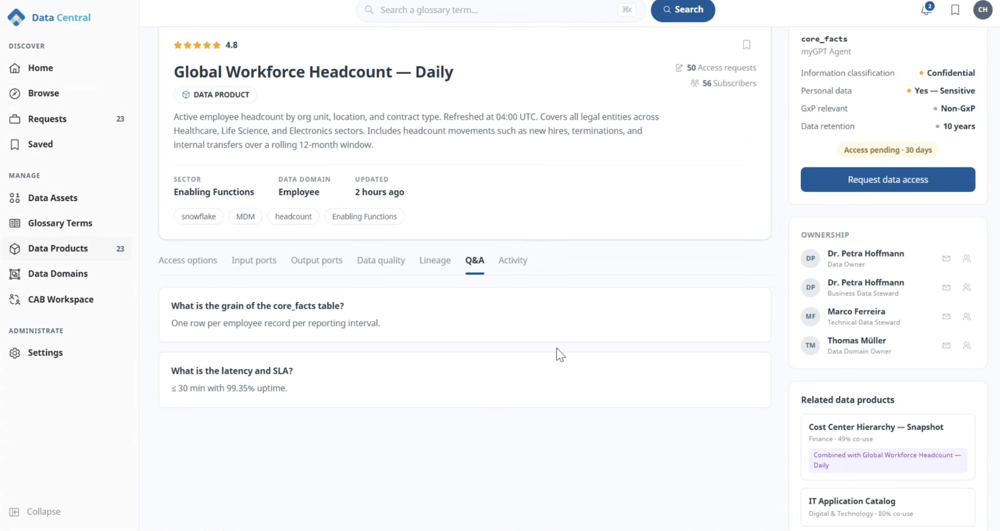 Data Central
DISCOVER
Home
Browse
Requests 23
Saved
MANAGE
Data Assets
Glossary Terms
Data Products 23
Data Domains
CAB Workspace
ADMINISTRATE
Settings
Collapse
Search a glossary term...
⌘K
Search
2
CH
4.8
Global Workforce Headcount — Daily
50 Access requests
56 Subscribers
DATA PRODUCT
Active employee headcount by org unit, location, and contract type. Refreshed at 04:00 UTC. Covers all legal entities across
Healthcare, Life Science, and Electronics sectors. Includes headcount movements such as new hires, terminations, and
internal transfers over a rolling 12-month window.
SECTOR DATA DOMAIN UPDATED
Enabling Functions Employee 2 hours ago
snowflake MDM headcount Enabling Functions
Access options Input ports Output ports Data quality Lineage Q&A Activity
What is the grain of the core_facts table?
One row per employee record per reporting interval.
What is the latency and SLA?
≤ 30 min with 99.35% uptime.
core_facts
myGPT Agent
Information classification Confidential
Personal data Yes — Sensitive
GxP relevant Non-GxP
Data retention 10 years
Access pending · 30 days
Request data access
OWNERSHIP
DP Dr. Petra Hoffmann
Data Owner
DP Dr. Petra Hoffmann
Business Data Steward
MF Marco Ferreira
Technical Data Steward
TM Thomas Müller
Data Domain Owner
Related data products
Cost Center Hierarchy — Snapshot
Finance · 49% co-use
Combined with Global Workforce Headcount —
Daily
IT Application Catalog
Digital & Technology · 80% co-use